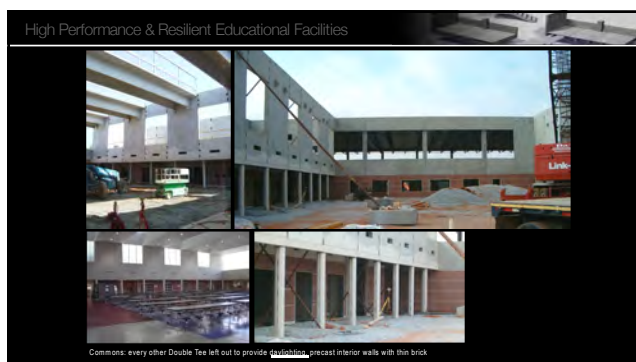 High Performance & Resilient Educational Facilities
Link-
Commons: every other Double Tee left out to provide daylighting, precast interior walls with thin brick